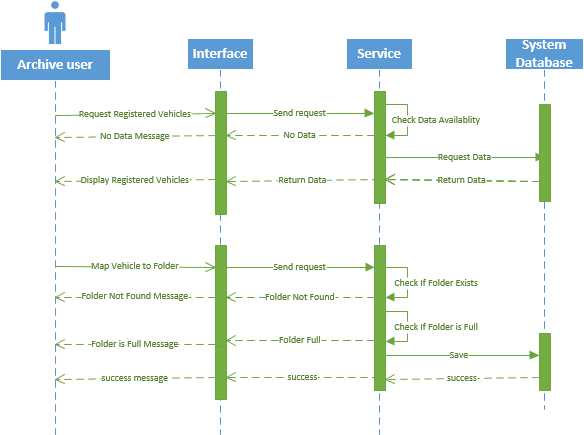 Archive user
Interface
Service
System
Database
Request Registered Vehicles
Send request
Check Data Availablity
No Data Message
No Data
Request Data
Display Registered Vehicles
Return Data
Return Data
Map Vehicle to Folder
Send request
Check If Folder Exists
Folder Not Found Message
Folder Not Found
Check If Folder is Full
Folder is Full Message
Folder Full
Save
success message
success
success